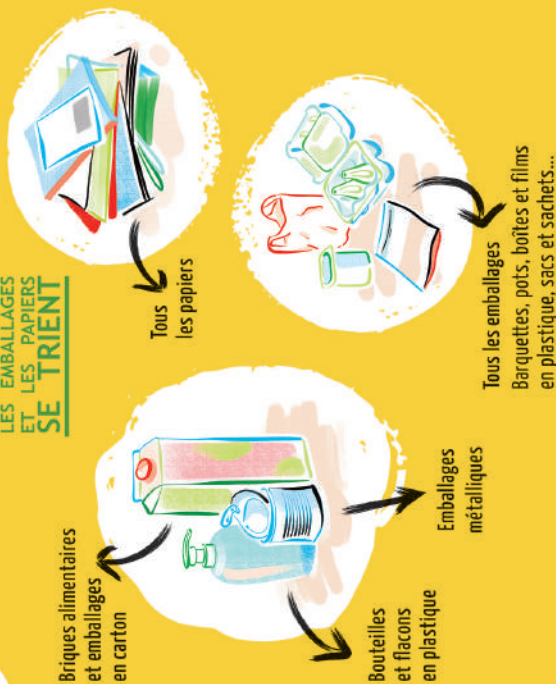 LES EMBALLAGES
ET LES PAPIERS
SE TRIENT
Briques alimentaires
et emballages
en carton
Tous
les papiers
Bouteilles
et flacons
en plastique
Emballages
métalliques
Tous les emballages
Barquettes, pots, boîtes et films
en plastique, sacs et sachets...